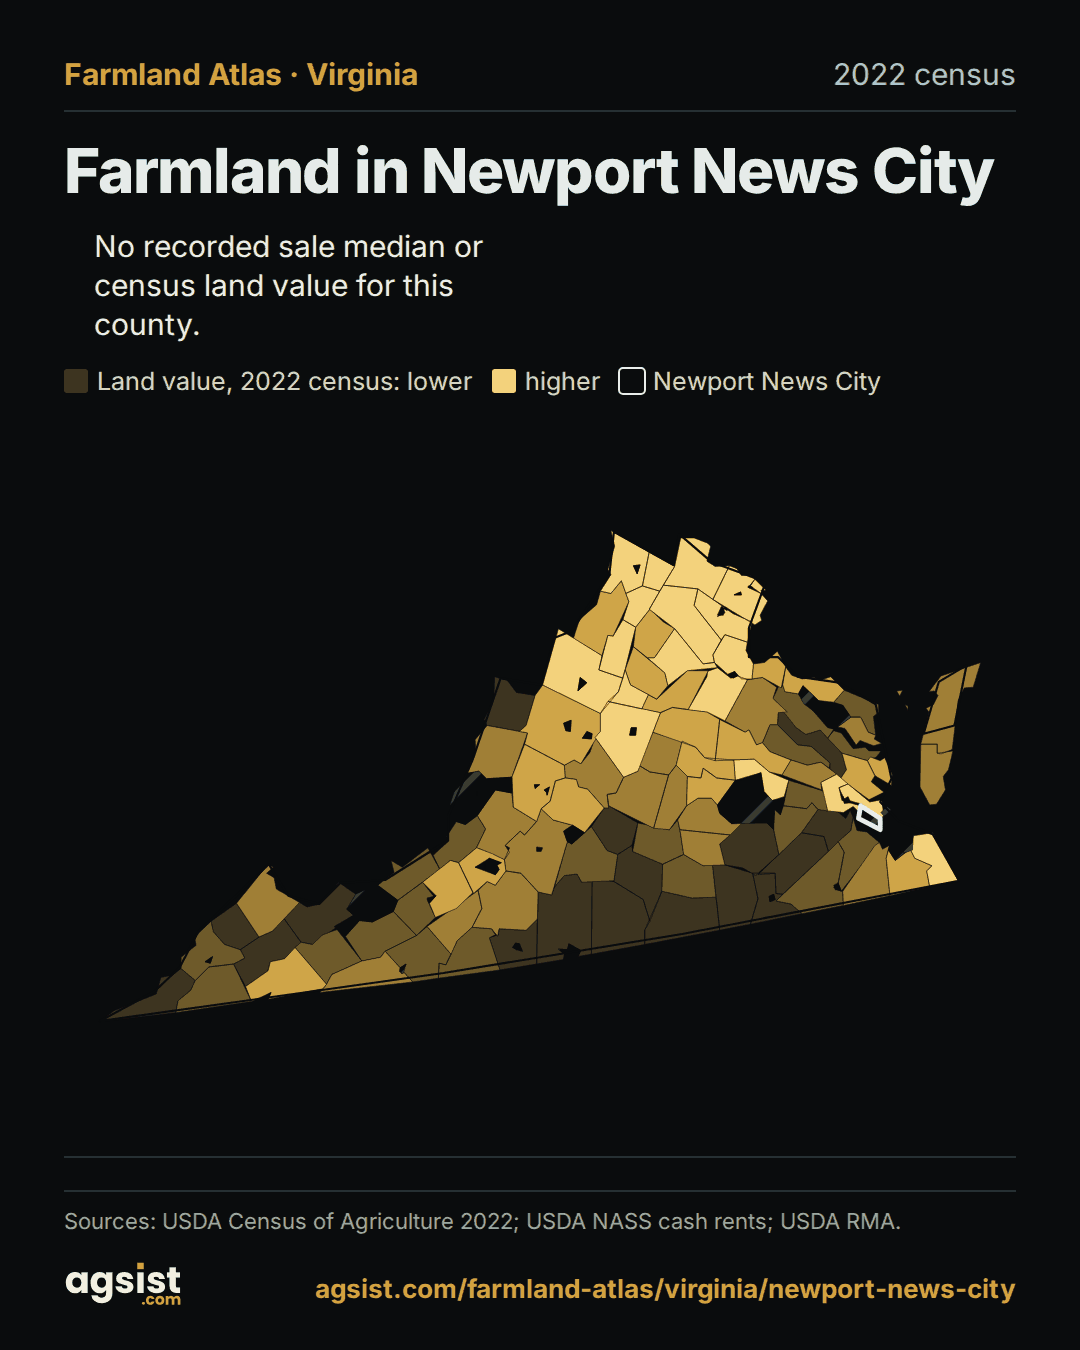 Farmland Atlas · Virginia
2022 census
Farmland in Newport News City
No recorded sale median or
census land value for this
county.
Land value, 2022 census: lower
higher
Newport News City
Sources: USDA Census of Agriculture 2022; USDA NASS cash rents; USDA RMA.
agsist
.com
agsist.com/farmland-atlas/virginia/newport-news-city